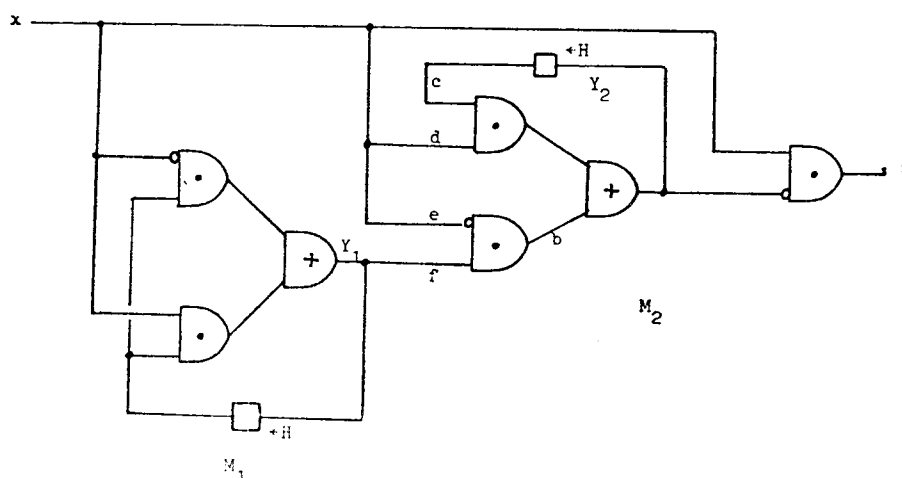 x
←H
c
Y₂
d
+
e
Y₁
b
+
f
M₂
←H
M₁